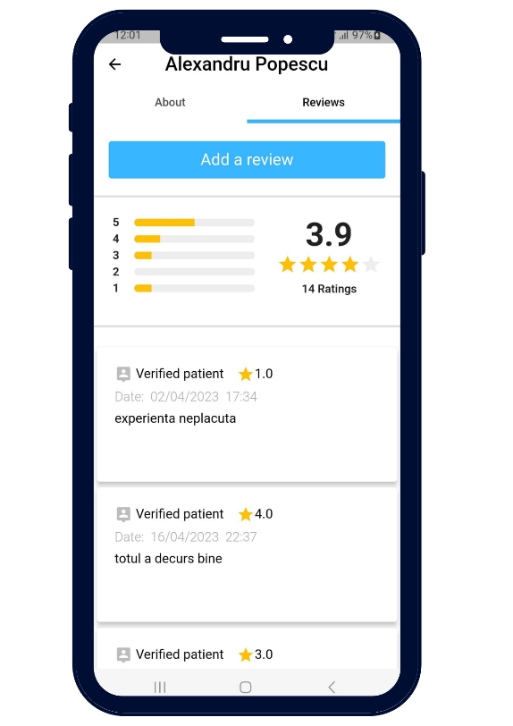 12:01 97%
Alexandru Popescu
About Reviews
Add a review
5
4
3
2
1
3.9
14 Ratings
Verified patient 1.0
Date: 02/04/2023 17:34
experienta neplacuta
Verified patient 4.0
Date: 16/04/2023 22:37
totul a decurs bine
Verified patient 3.0